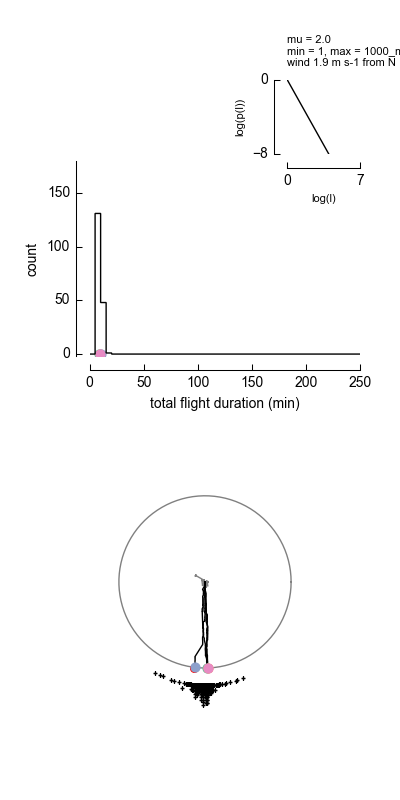 mu = 2.0
min = 1, max = 1000_m
wind 1.9 m s-1 from N
0
log(p(l))
−8
0
7
log(l)
150
100
50
0
count
0
50
100
150
200
250
total flight duration (min)